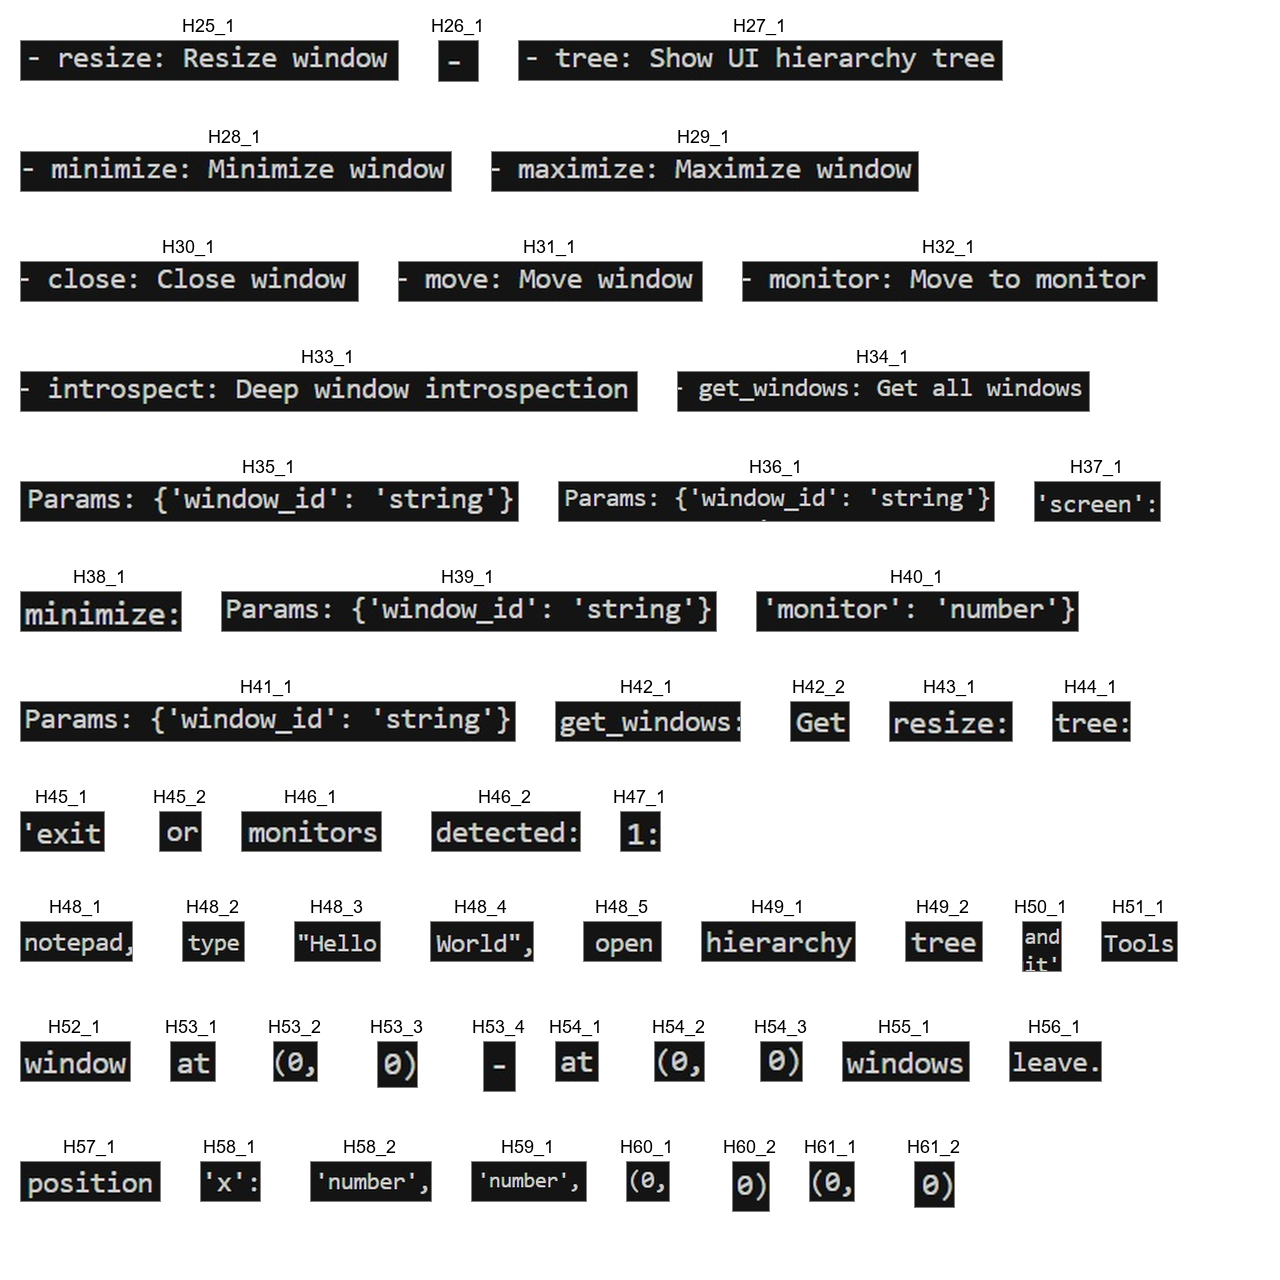 H25_1 H26_1 H27_1
- resize: Resize window - - tree: Show UI hierarchy tree
H28_1 H29_1
- minimize: Minimize window - maximize: Maximize window
H30_1 H31_1 H32_1
- close: Close window - move: Move window - monitor: Move to monitor
H33_1 H34_1
- introspect: Deep window introspection - get_windows: Get all windows
H35_1 H36_1 H37_1
Params: {'window_id': 'string'} Params: {'window_id': 'string'} 'screen':
H38_1 H39_1 H40_1
minimize: Params: {'window_id': 'string'} 'monitor': 'number'}
H41_1 H42_1 H42_2 H43_1 H44_1
Params: {'window_id': 'string'} get_windows: Get resize: tree:
H45_1 H45_2 H46_1 H46_2 H47_1
'exit or monitors detected: 1:
H48_1 H48_2 H48_3 H48_4 H48_5 H49_1 H49_2 H50_1 H51_1
notepad, type "Hello World", open hierarchy tree and Tools
it'
H52_1 H53_1 H53_2 H53_3 H53_4 H54_1 H54_2 H54_3 H55_1 H56_1
window at (0, 0) - at (0, 0) windows leave.
H57_1 H58_1 H58_2 H59_1 H60_1 H60_2 H61_1 H61_2
position 'x': 'number', 'number', (0, 0) (0, 0)